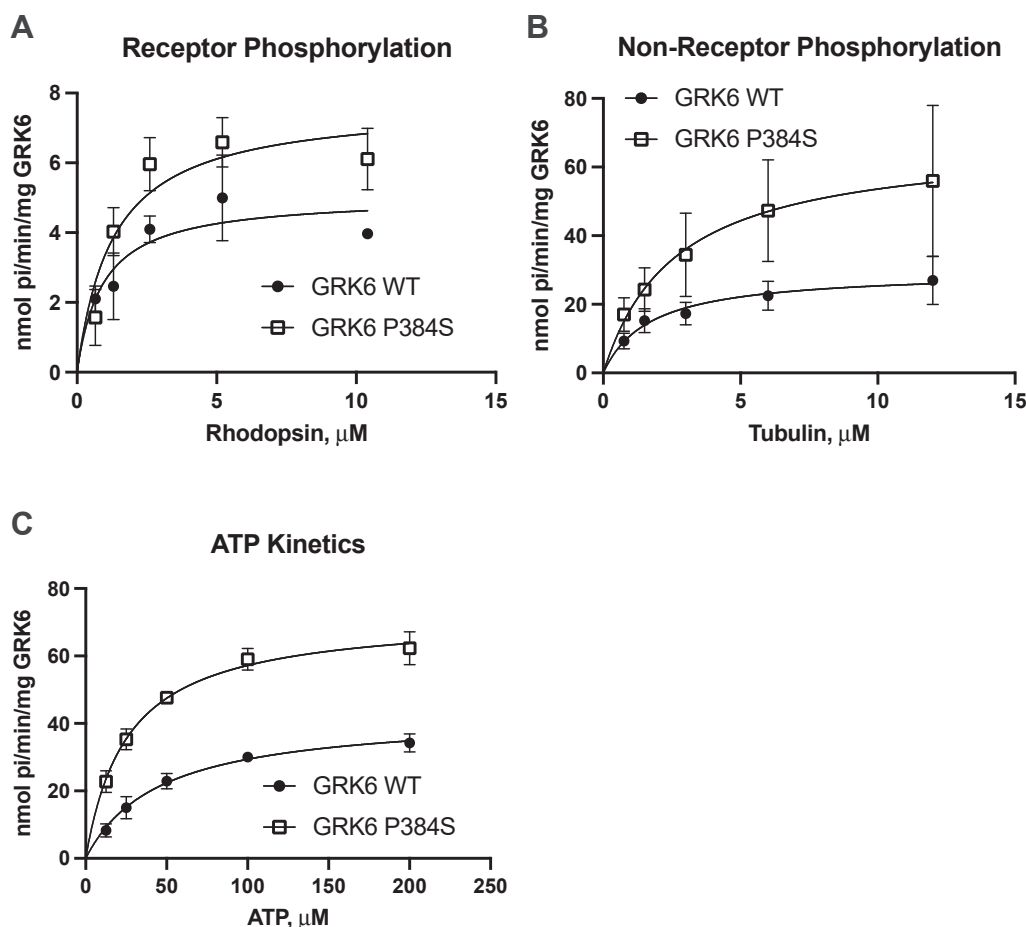 A
Receptor Phosphorylation
nmol pi/min/mg GRK6
8
6
4
2
0
0 5 10 15
Rhodopsin, μM
GRK6 WT
GRK6 P384S
B
Non-Receptor Phosphorylation
nmol pi/min/mg GRK6
80
60
40
20
0
0 5 10 15
Tubulin, μM
GRK6 WT
GRK6 P384S
C
ATP Kinetics
nmol pi/min/mg GRK6
80
60
40
20
0
0 50 100 150 200 250
ATP, μM
GRK6 WT
GRK6 P384S